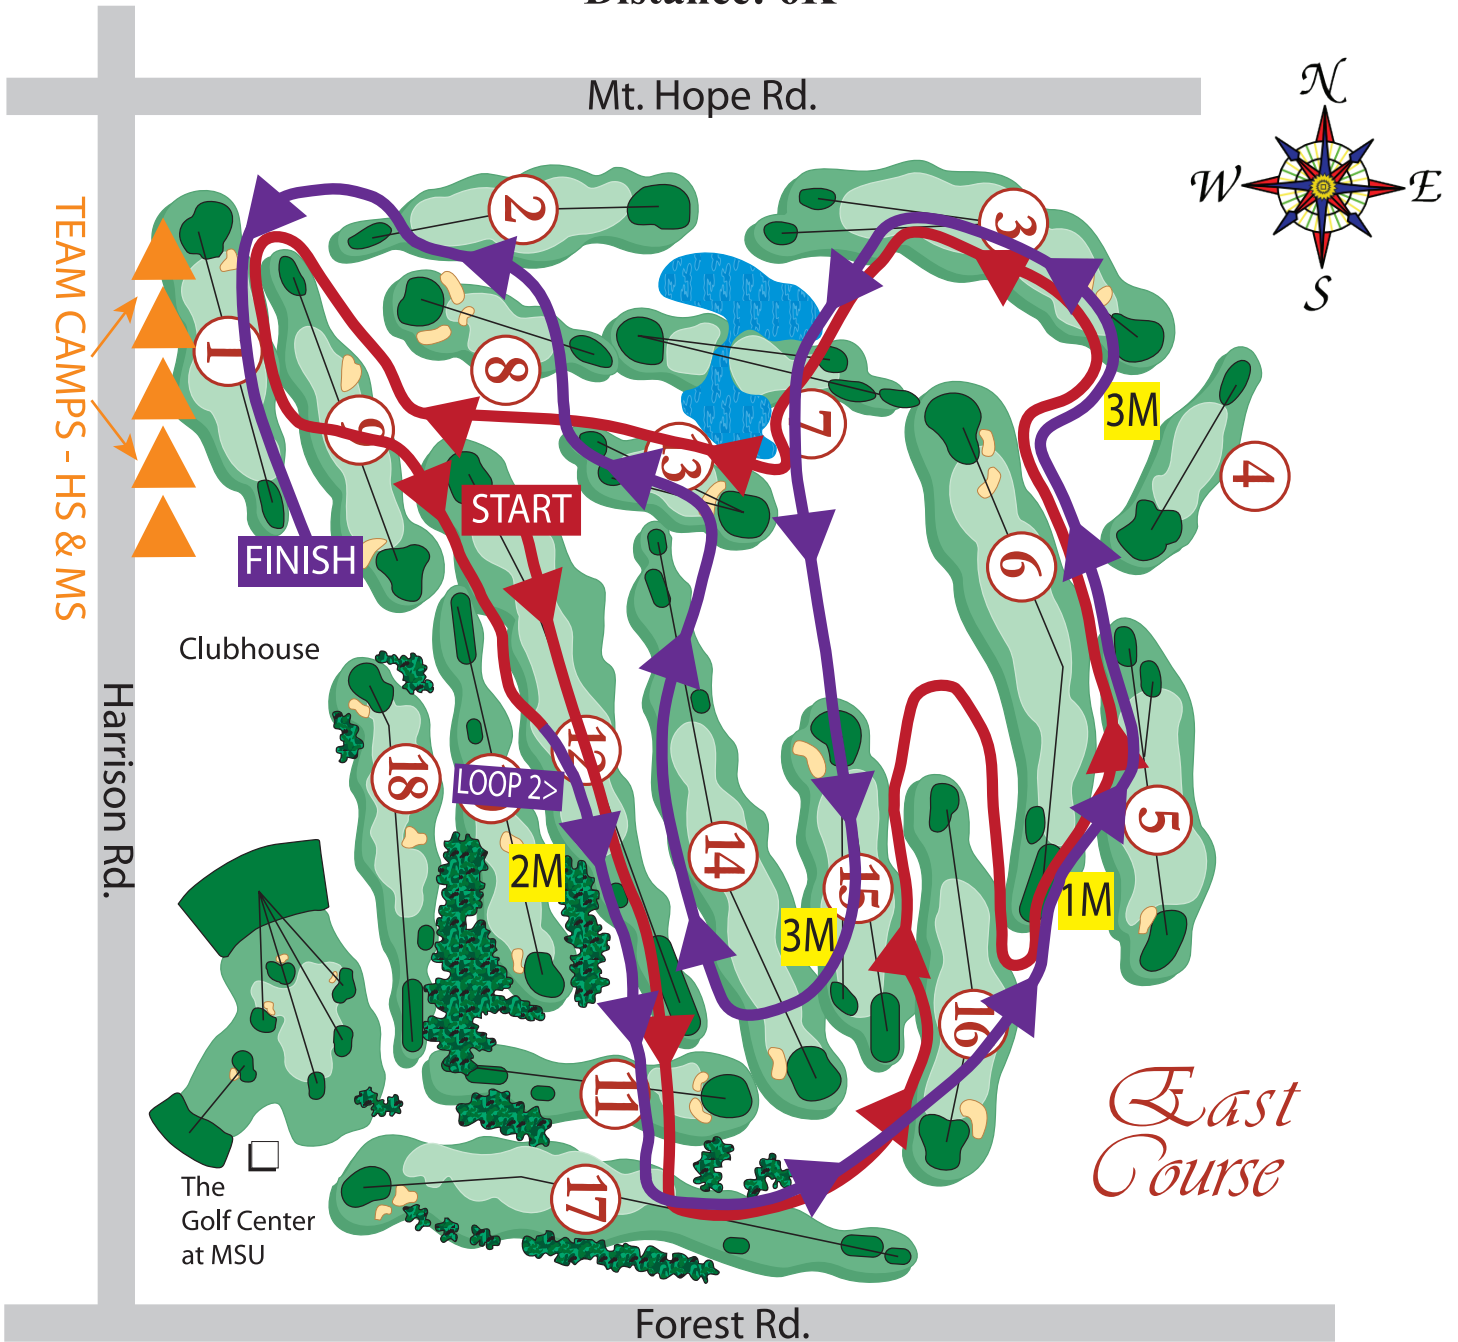 Distance: 6K
Mt. Hope Rd.
N
W
E
S
TEAM CAMPS - HS & MS
Harrison Rd.
2
3
1
8
9
7
13
3M
4
START
FINISH
6
Clubhouse
12
18
LOOP 2>
5
2M
14
15
1M
3M
16
11
17
East
Course
The
Golf Center
at MSU
Forest Rd.